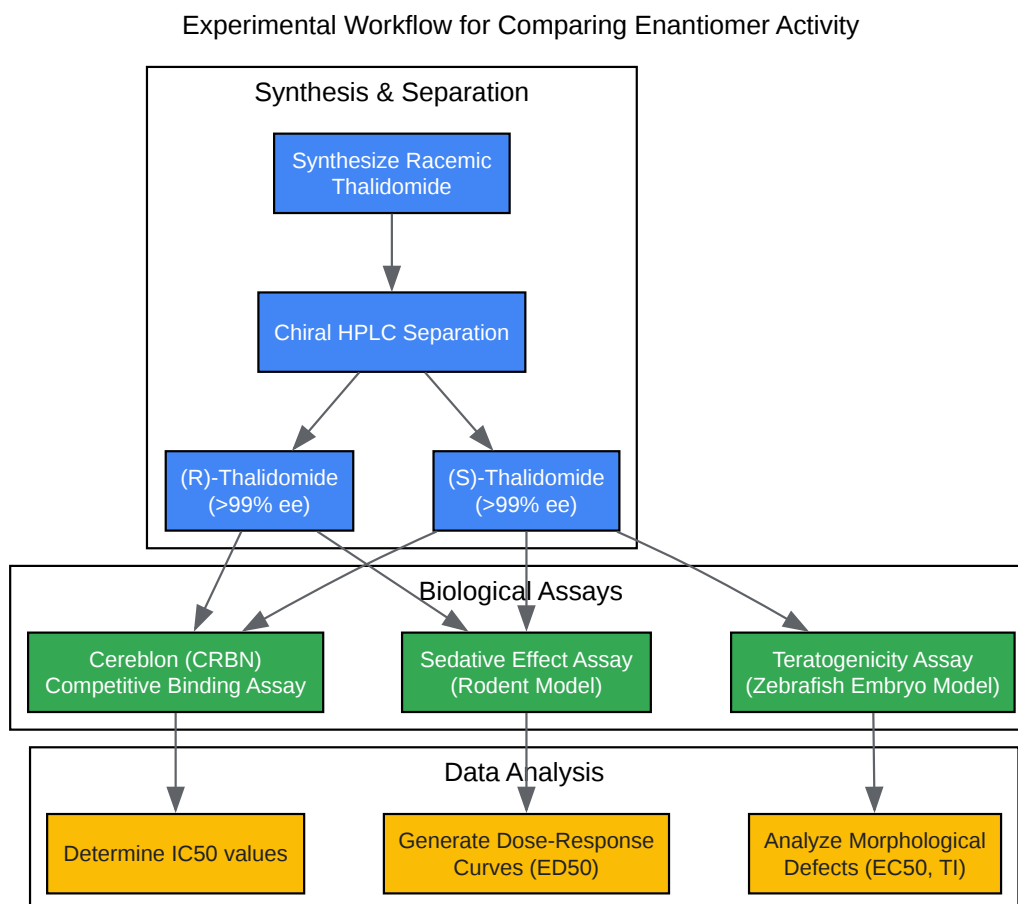 Experimental Workflow for Comparing Enantiomer Activity
Synthesis & Separation
Synthesize Racemic
Thalidomide
Chiral HPLC Separation
(R)-Thalidomide
(>99% ee)
(S)-Thalidomide
(>99% ee)
Biological Assays
Cereblon (CRBN)
Competitive Binding Assay
Sedative Effect Assay
(Rodent Model)
Teratogenicity Assay
(Zebrafish Embryo Model)
Data Analysis
Determine IC50 values
Generate Dose-Response
Curves (ED50)
Analyze Morphological
Defects (EC50, TI)